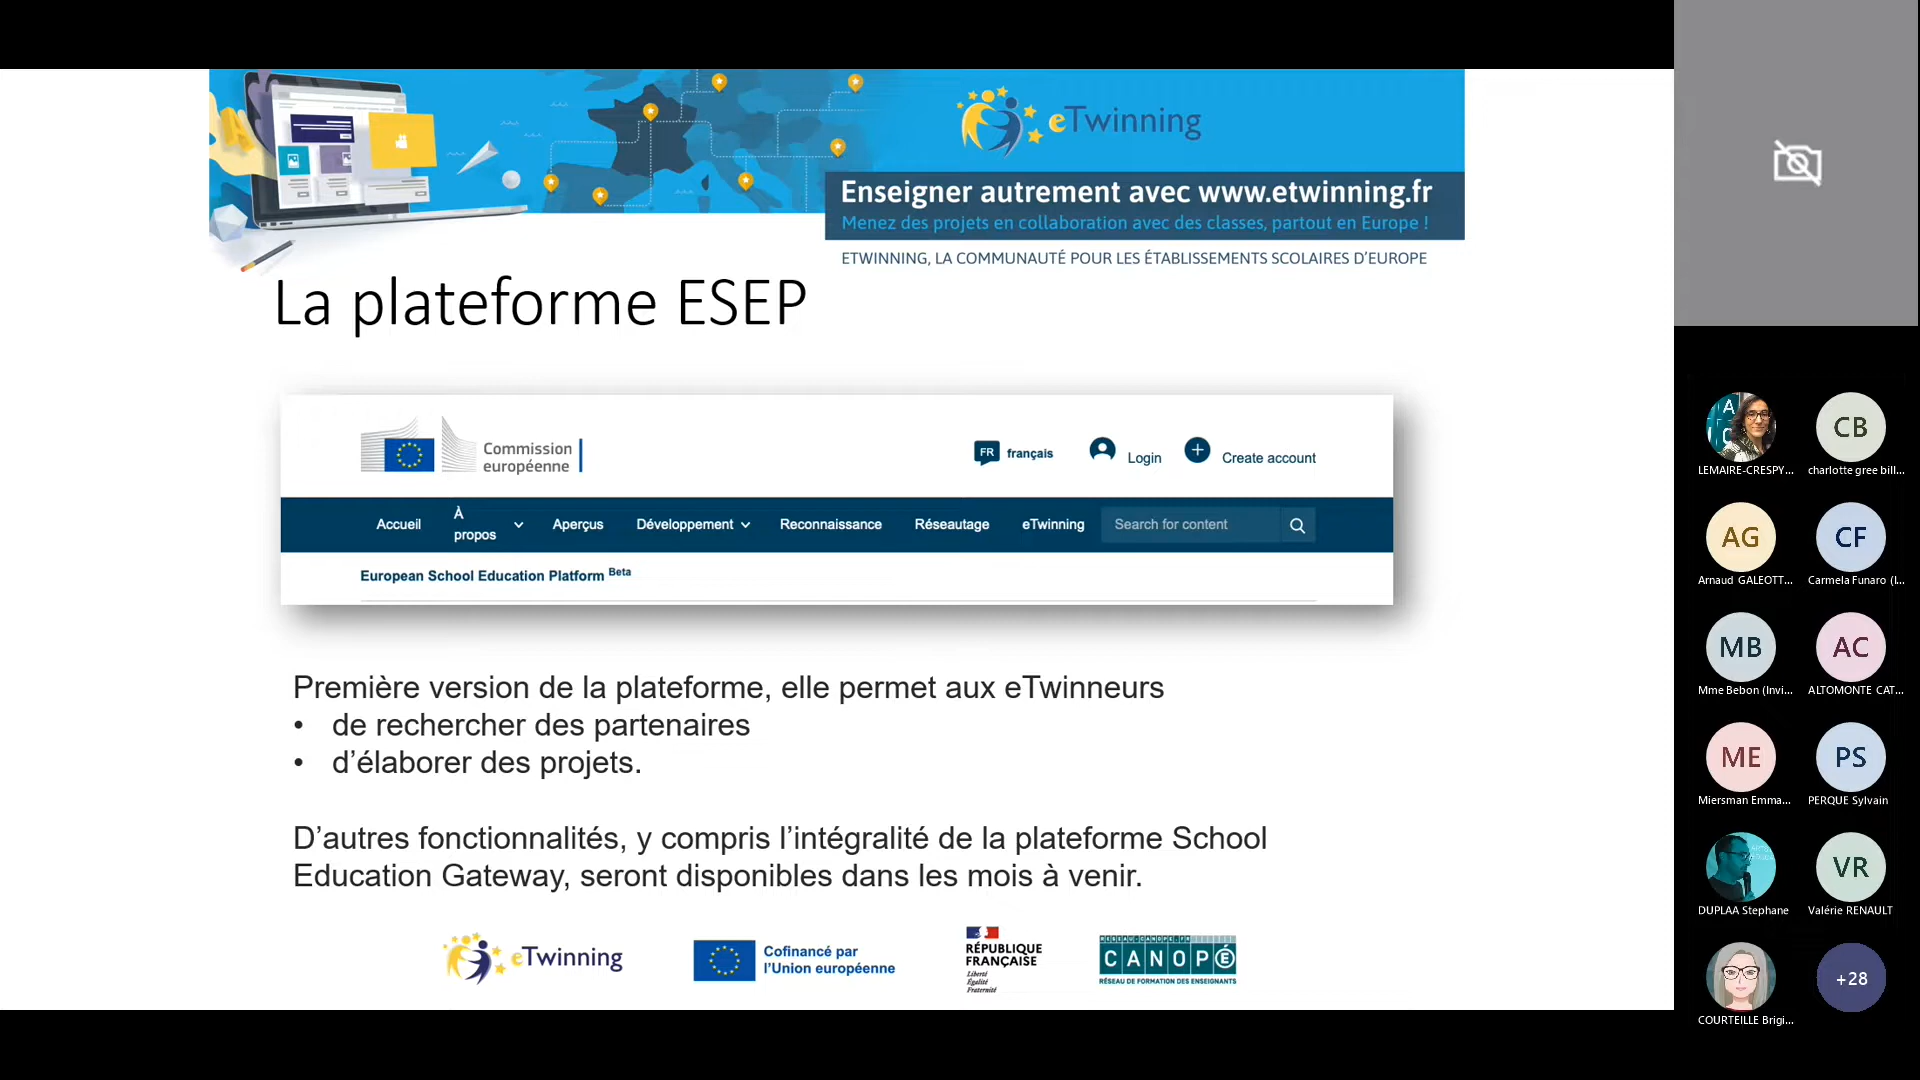 eTwinning
Enseigner autrement avec www.etwinning.fr
Menez des projets en collaboration avec des classes, partout en Europe !
ETWINNING, LA COMMUNAUTÉ POUR LES ÉTABLISSEMENTS SCOLAIRES D'EUROPE
La plateforme ESEP
Commission
européenne
FR français
Login
Create account
Accueil
À
propos
Aperçus
Développement
Reconnaissance
Réseautage
eTwinning
Search for content
European School Education Platform Beta
Première version de la plateforme, elle permet aux eTwinneurs
• de rechercher des partenaires
• d'élaborer des projets.
D'autres fonctionnalités, y compris l'intégralité de la plateforme School
Education Gateway, seront disponibles dans les mois à venir.
eTwinning
Cofinancé par
l'Union européenne
RÉPUBLIQUE
FRANÇAISE
Liberté
Égalité
Fraternité
CANOPÉ
RÉSEAU DE FORMATION DES ENSEIGNANTS
LEMAIRE-CRESPY...
CB
charlotte gree bill...
AG
Arnaud GALEOTT...
CF
Carmela Funaro (I...
MB
Mme Bebon (Invi...
AC
ALTOMONTE CAT...
ME
Miersman Emma...
PS
PERQUE Sylvain
DUPLAA Stephane
VR
Valérie RENAULT
COURTEILLE Brigi...
+28